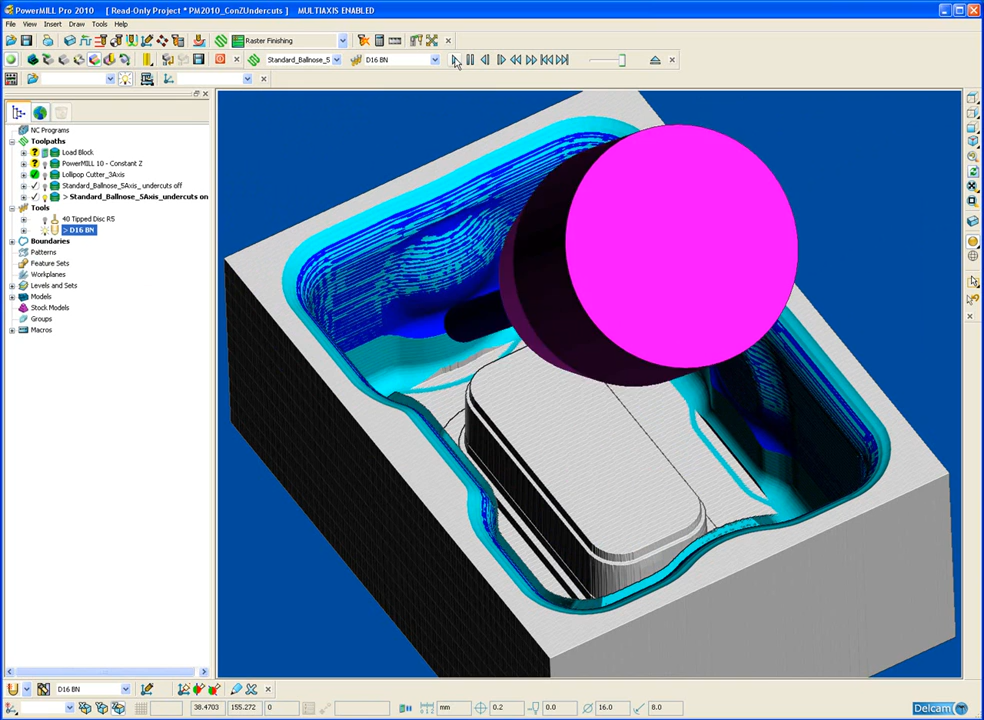 PowerMILL Pro 2010 [ Read-Only Project * PM2010_ConZUndercuts ] MULTIAXIS ENABLED
File View Insert Draw Tools Help
Raster Finishing
Standard_Ballnose_5 D16 BN
NC Programs
Toolpaths
Load Block
PowerMILL 10 - Constant Z
Lollipop Cutter_3Axis
Standard_Ballnose_5Axis_ undercuts off
> Standard_Ballnose_5Axis_undercuts on
Tools
40 Tipped Disc R5
> D16 BN
Boundaries
Patterns
Feature Sets
Workplanes
Levels and Sets
Models
Stock Models
Groups
Macros
D16 BN
38.4703 155.272 0 mm 0.2 0.0 16.0 8.0 Delcam